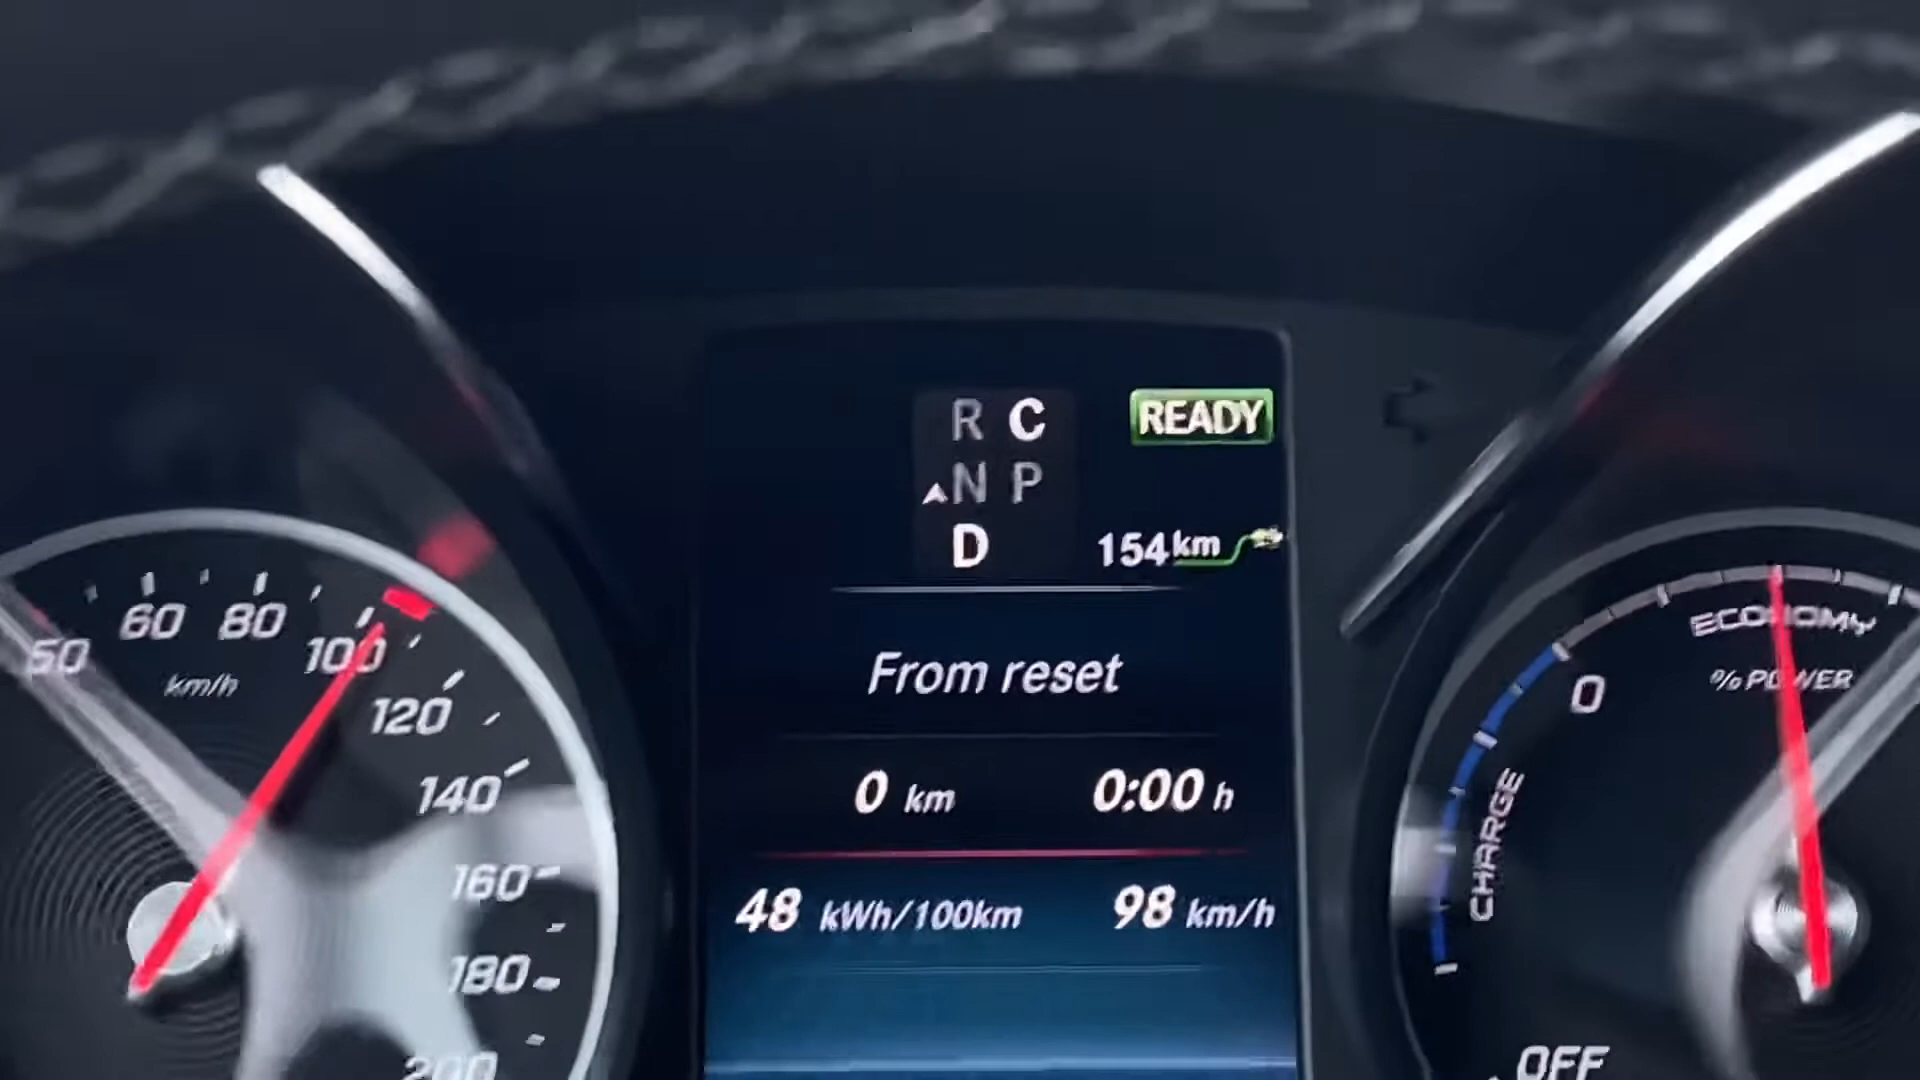 R C
READY
N P
D
154 km
From reset
0 km 0:00 h
48 kWh/100km 98 km/h
50
60
80
100
120
140
160
180
200
km/h
ECONOMY
% POWER
0
CHARGE
OFF